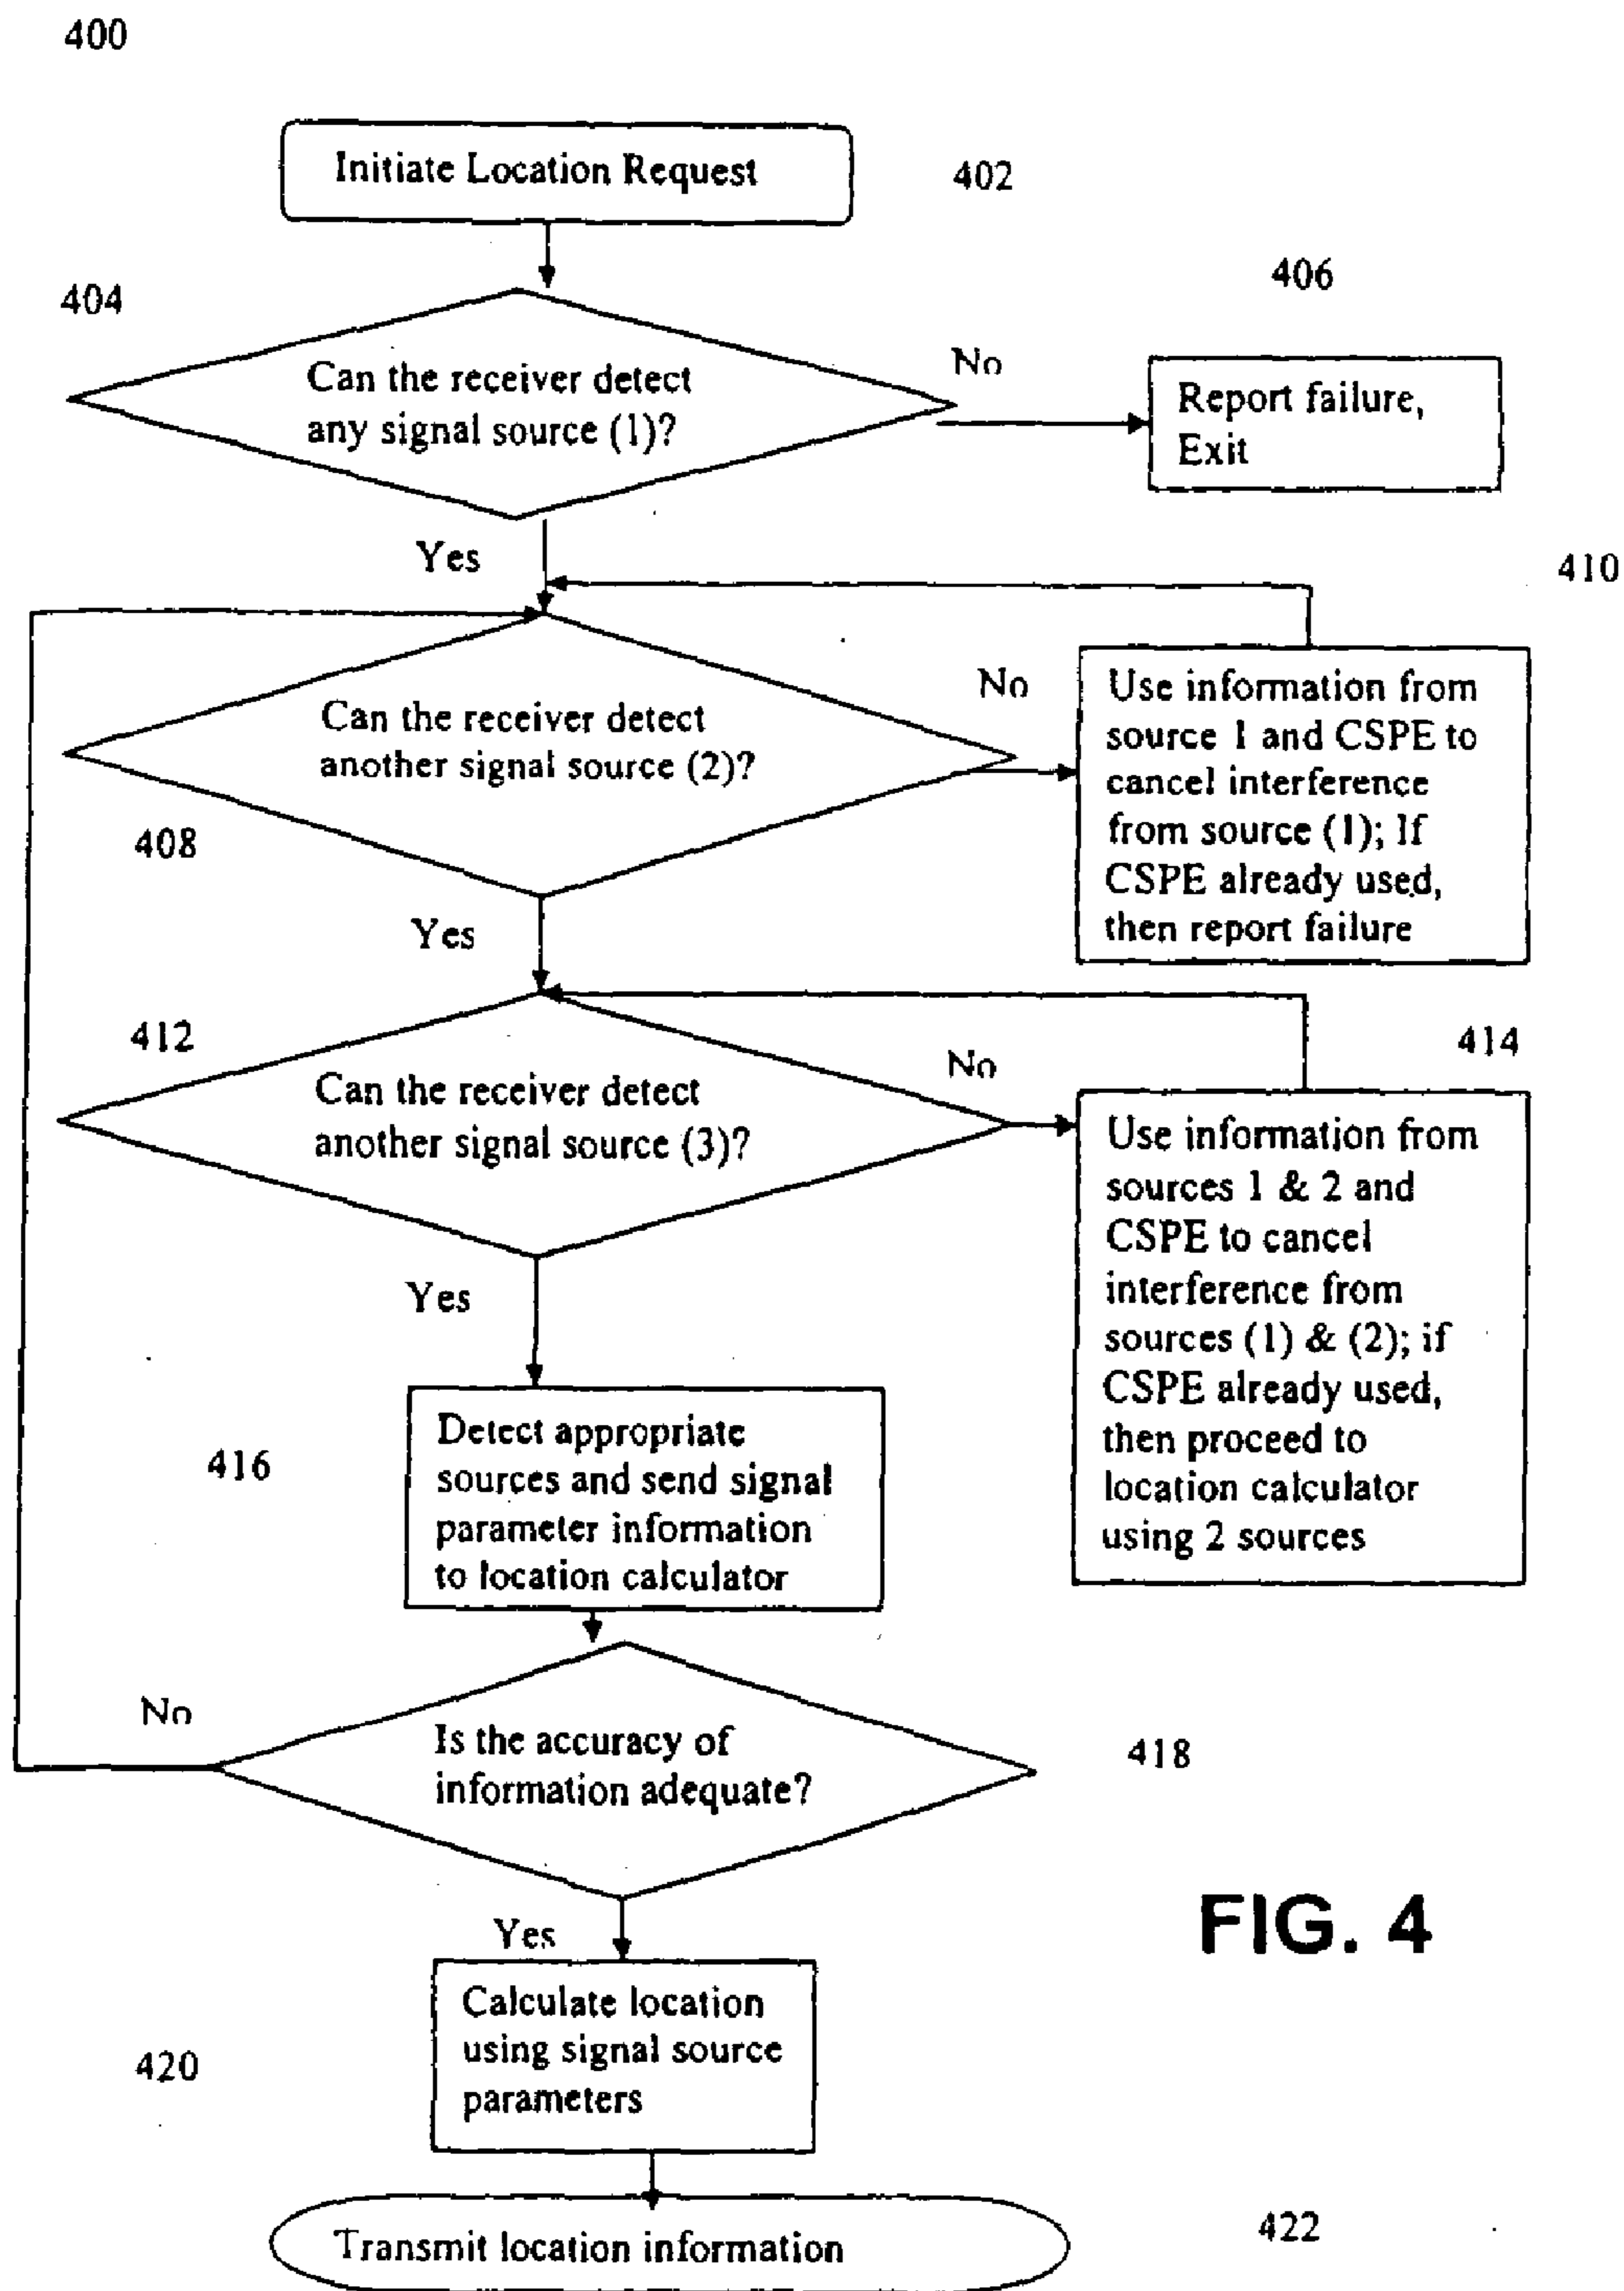 400
Initiate Location Request
402
404
406
Can the receiver detect
any signal source (1)?
No
Report failure,
Exit
Yes
410
Can the receiver detect
another signal source (2)?
No
408
Use information from
source 1 and CSPE to
cancel interference
from source (1); If
CSPE already used,
then report failure
Yes
412
Can the receiver detect
another signal source (3)?
No
414
Use information from
sources 1 & 2 and
CSPE to cancel
interference from
sources (1) & (2); if
CSPE already used,
then proceed to
location calculator
using 2 sources
Yes
416
Detect appropriate
sources and send signal
parameter information
to location calculator
No
Is the accuracy of
information adequate?
418
Yes
FIG. 4
Calculate location
using signal source
parameters
420
Transmit location information
422